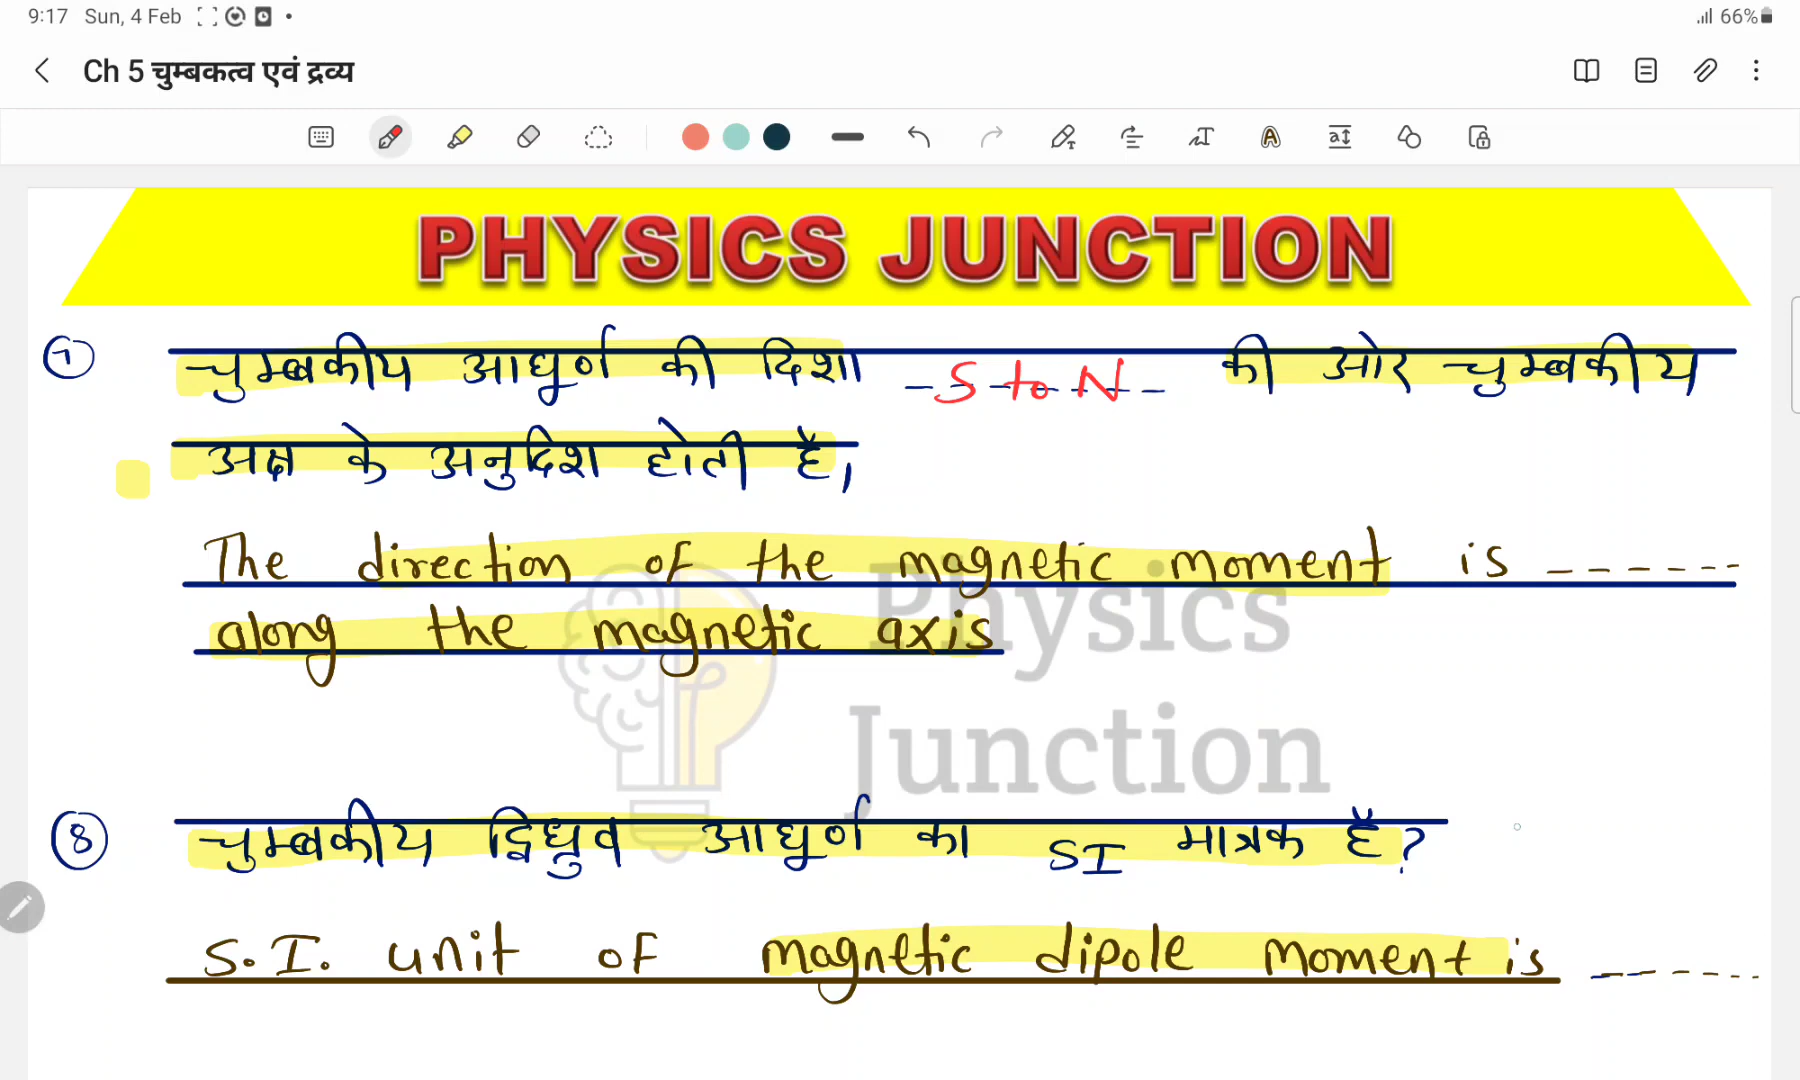 9:17 Sun, 4 Feb 66%
Ch 5 चुम्बकत्व एवं द्रव्य
PHYSICS JUNCTION
7 चुम्बकीय आघूर्ण की दिशा S to N की ओर चुम्बकीय
अक्ष के अनुदिश होती है,
The direction of the magnetic moment is ------
along the magnetic axis
Physics
Junction
8 चुम्बकीय द्विध्रुव आघूर्ण का SI मात्रक है?
S.I. unit of magnetic dipole moment is ------